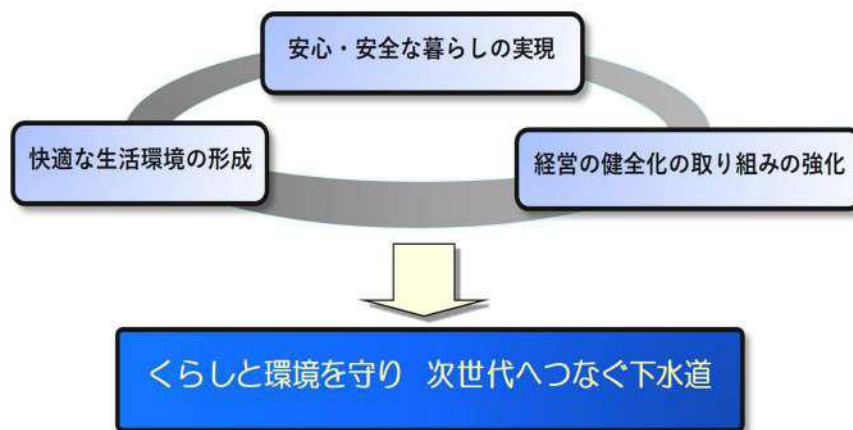 安心・安全な暮らしの実現
快適な生活環境の形成
経営の健全化の取り組みの強化
くらしと環境を守り 次世代へつなぐ下水道